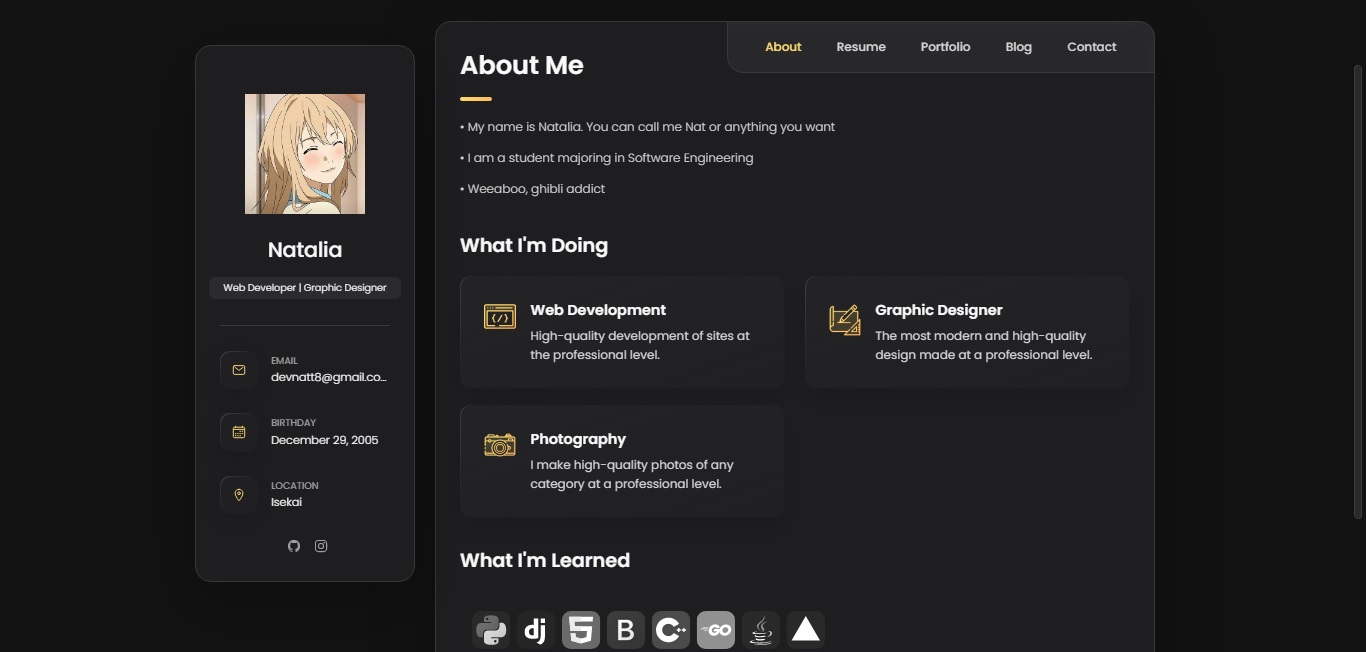 About
Resume
Portfolio
Blog
Contact
Natalia
Web Developer | Graphic Designer
EMAIL
devnatt8@gmail.co...
BIRTHDAY
December 29, 2005
LOCATION
Isekai
About Me
• My name is Natalia. You can call me Nat or anything you want
• I am a student majoring in Software Engineering
• Weeaboo, ghibli addict
What I'm Doing
Web Development
High-quality development of sites at
the professional level.
Graphic Designer
The most modern and high-quality
design made at a professional level.
Photography
I make high-quality photos of any
category at a professional level.
What I'm Learned
dj
5
B
C++
GO